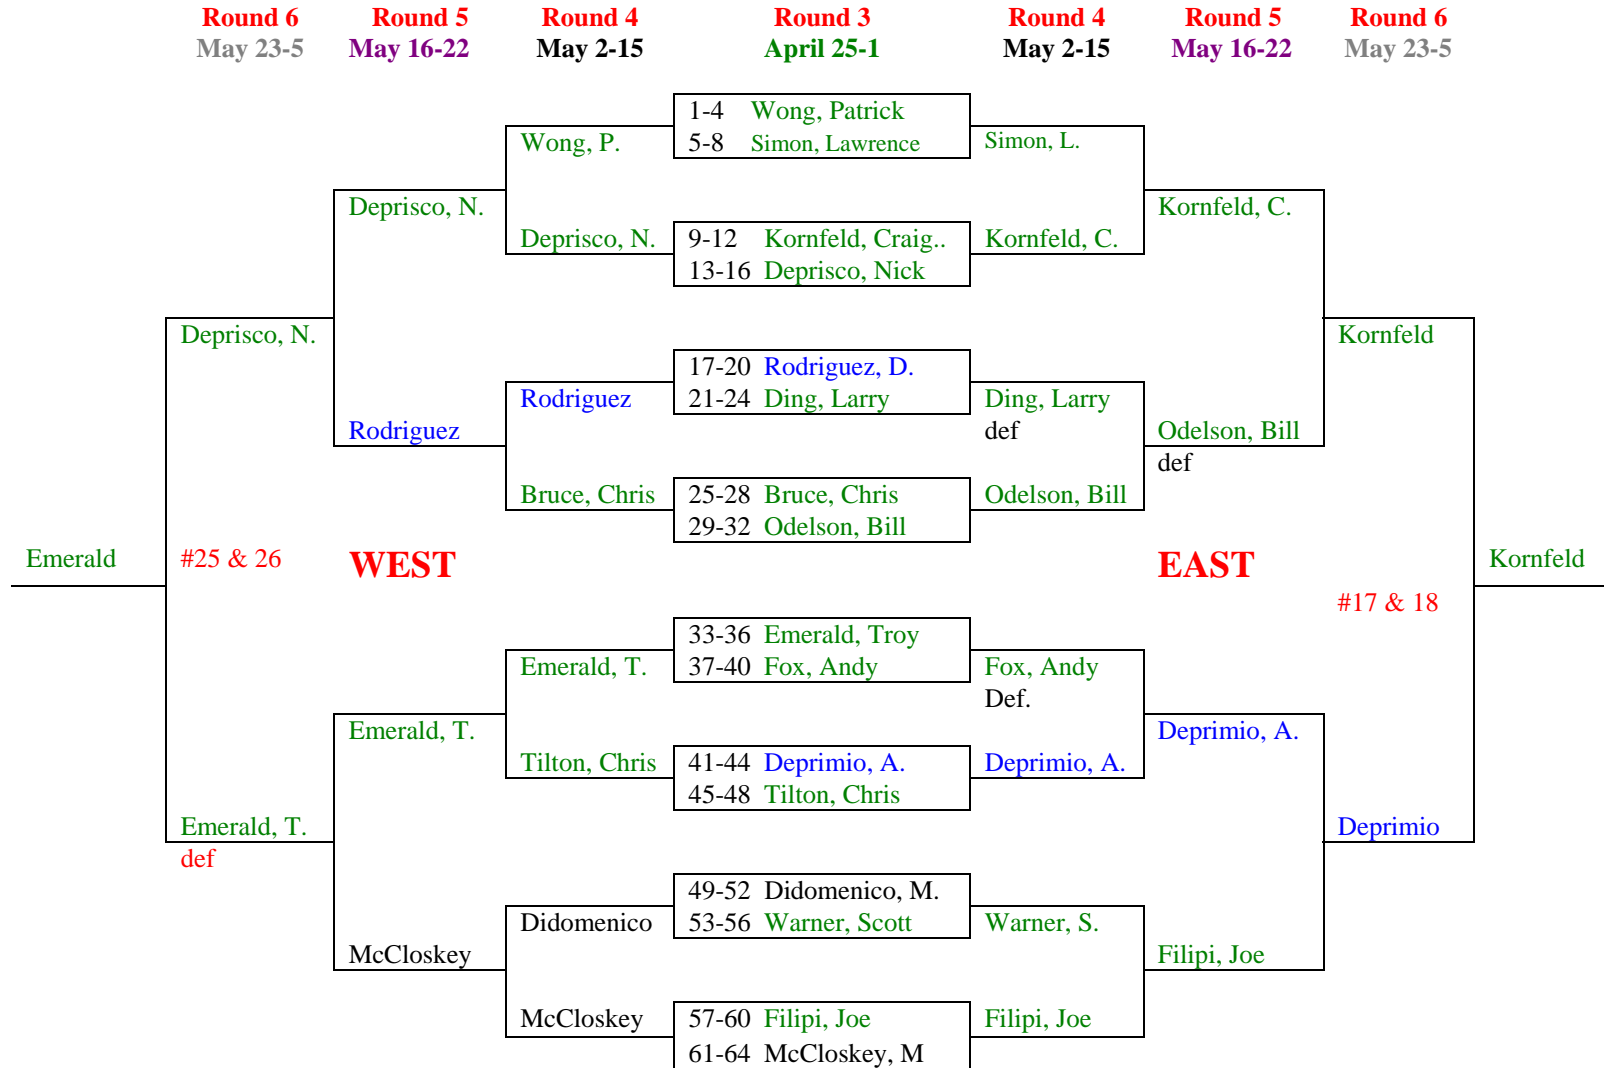 Round 6 Round 5 Round 4 Round 3 Round 4 Round 5 Round 6
May 23-5 May 16-22 May 2-15 April 25-1 May 2-15 May 16-22 May 23-5
1-4 Wong, Patrick
Wong, P. 5-8 Simon, Lawrence Simon, L.
Deprisco, N. Kornfeld, C.
Deprisco, N. 9-12 Kornfeld, Craig.. Kornfeld, C.
13-16 Deprisco, Nick
Deprisco, N. Kornfeld
17-20 Rodriguez, D.
Rodriguez 21-24 Ding, Larry Ding, Larry
Rodriguez def Odelson, Bill
def
Bruce, Chris 25-28 Bruce, Chris Odelson, Bill
29-32 Odelson, Bill
Emerald #25 & 26 WEST EAST Kornfeld
#17 & 18
33-36 Emerald, Troy
Emerald, T. 37-40 Fox, Andy Fox, Andy
Def.
Emerald, T. Deprimio, A.
Tilton, Chris 41-44 Deprimio, A. Deprimio, A.
45-48 Tilton, Chris
Emerald, T. Deprimio
def
49-52 Didomenico, M.
Didomenico 53-56 Warner, Scott Warner, S.
McCloskey Filipi, Joe
McCloskey 57-60 Filipi, Joe Filipi, Joe
61-64 McCloskey, M